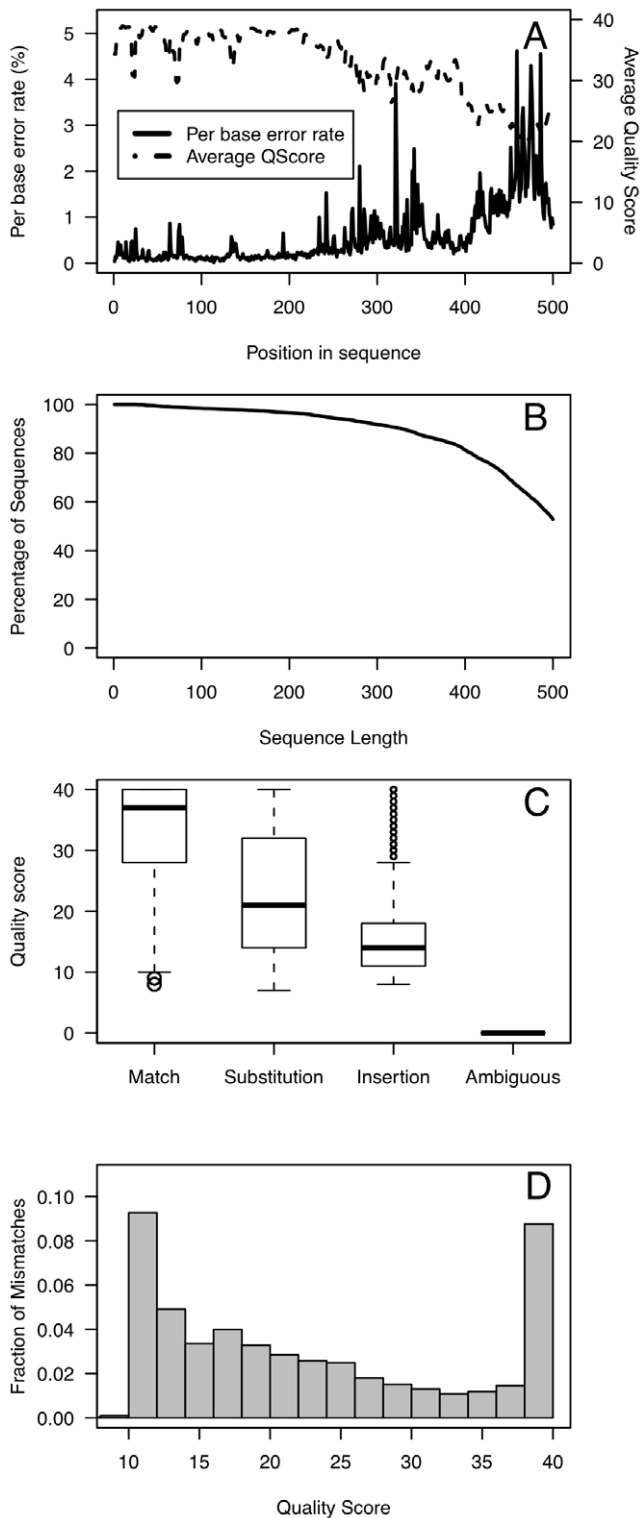 A
Per base error rate (%)
5
4
3
2
1
0
40
30
20
10
0
Average Quality Score
Per base error rate
Average QScore
0 100 200 300 400 500
Position in sequence
B
Percentage of Sequences
100
80
60
40
20
0
0 100 200 300 400 500
Sequence Length
C
Quality score
40
30
20
10
0
Match Substitution Insertion Ambiguous
D
Fraction of Mismatches
0.10
0.08
0.06
0.04
0.02
0.00
10 15 20 25 30 35 40
Quality Score